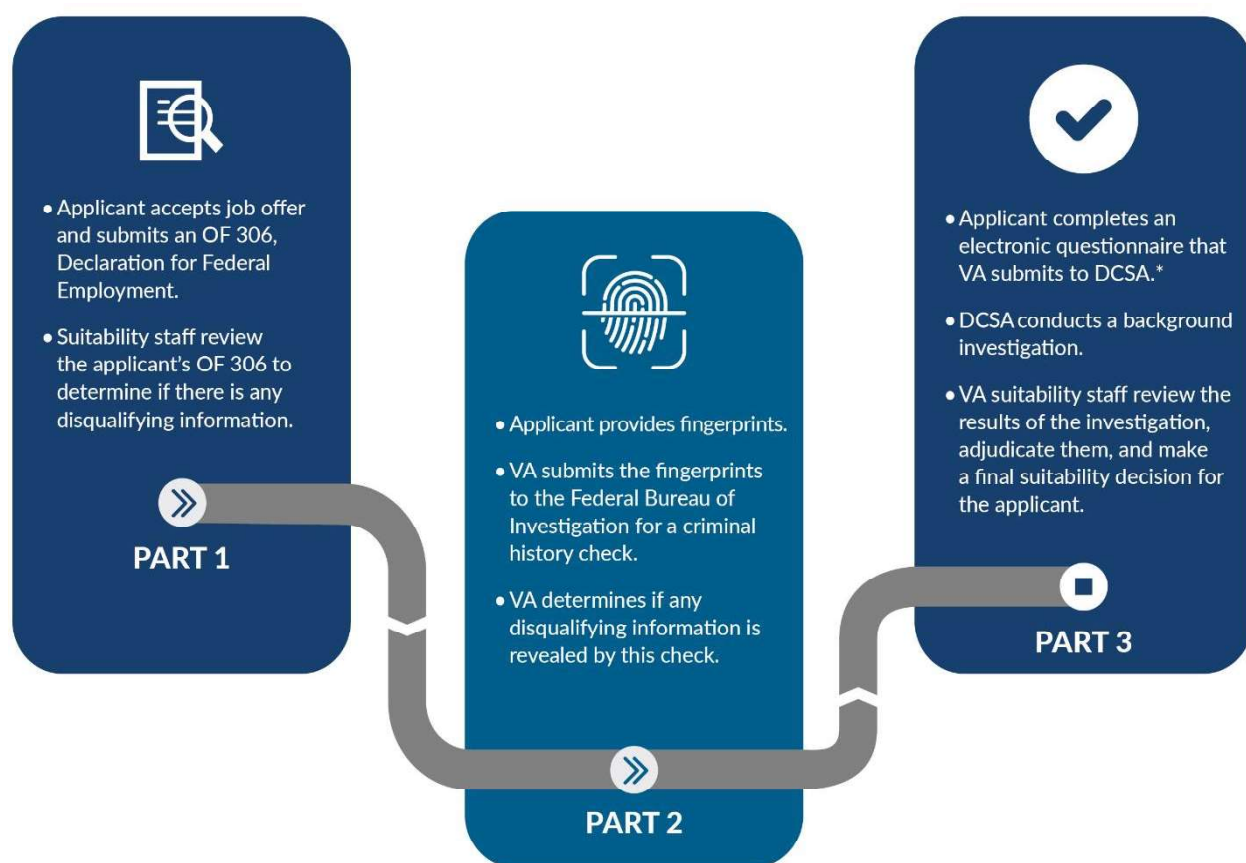 • Applicant accepts job offer
and submits an OF 306,
Declaration for Federal
Employment.
• Suitability staff review
the applicant's OF 306 to
determine if there is any
disqualifying information.
PART 1
• Applicant provides fingerprints.
• VA submits the fingerprints
to the Federal Bureau of
Investigation for a criminal
history check.
• VA determines if any
disqualifying information is
revealed by this check.
PART 2
• Applicant completes an
electronic questionnaire that
VA submits to DCSA.*
• DCSA conducts a background
investigation.
• VA suitability staff review the
results of the investigation,
adjudicate them, and make
a final suitability decision for
the applicant.
PART 3